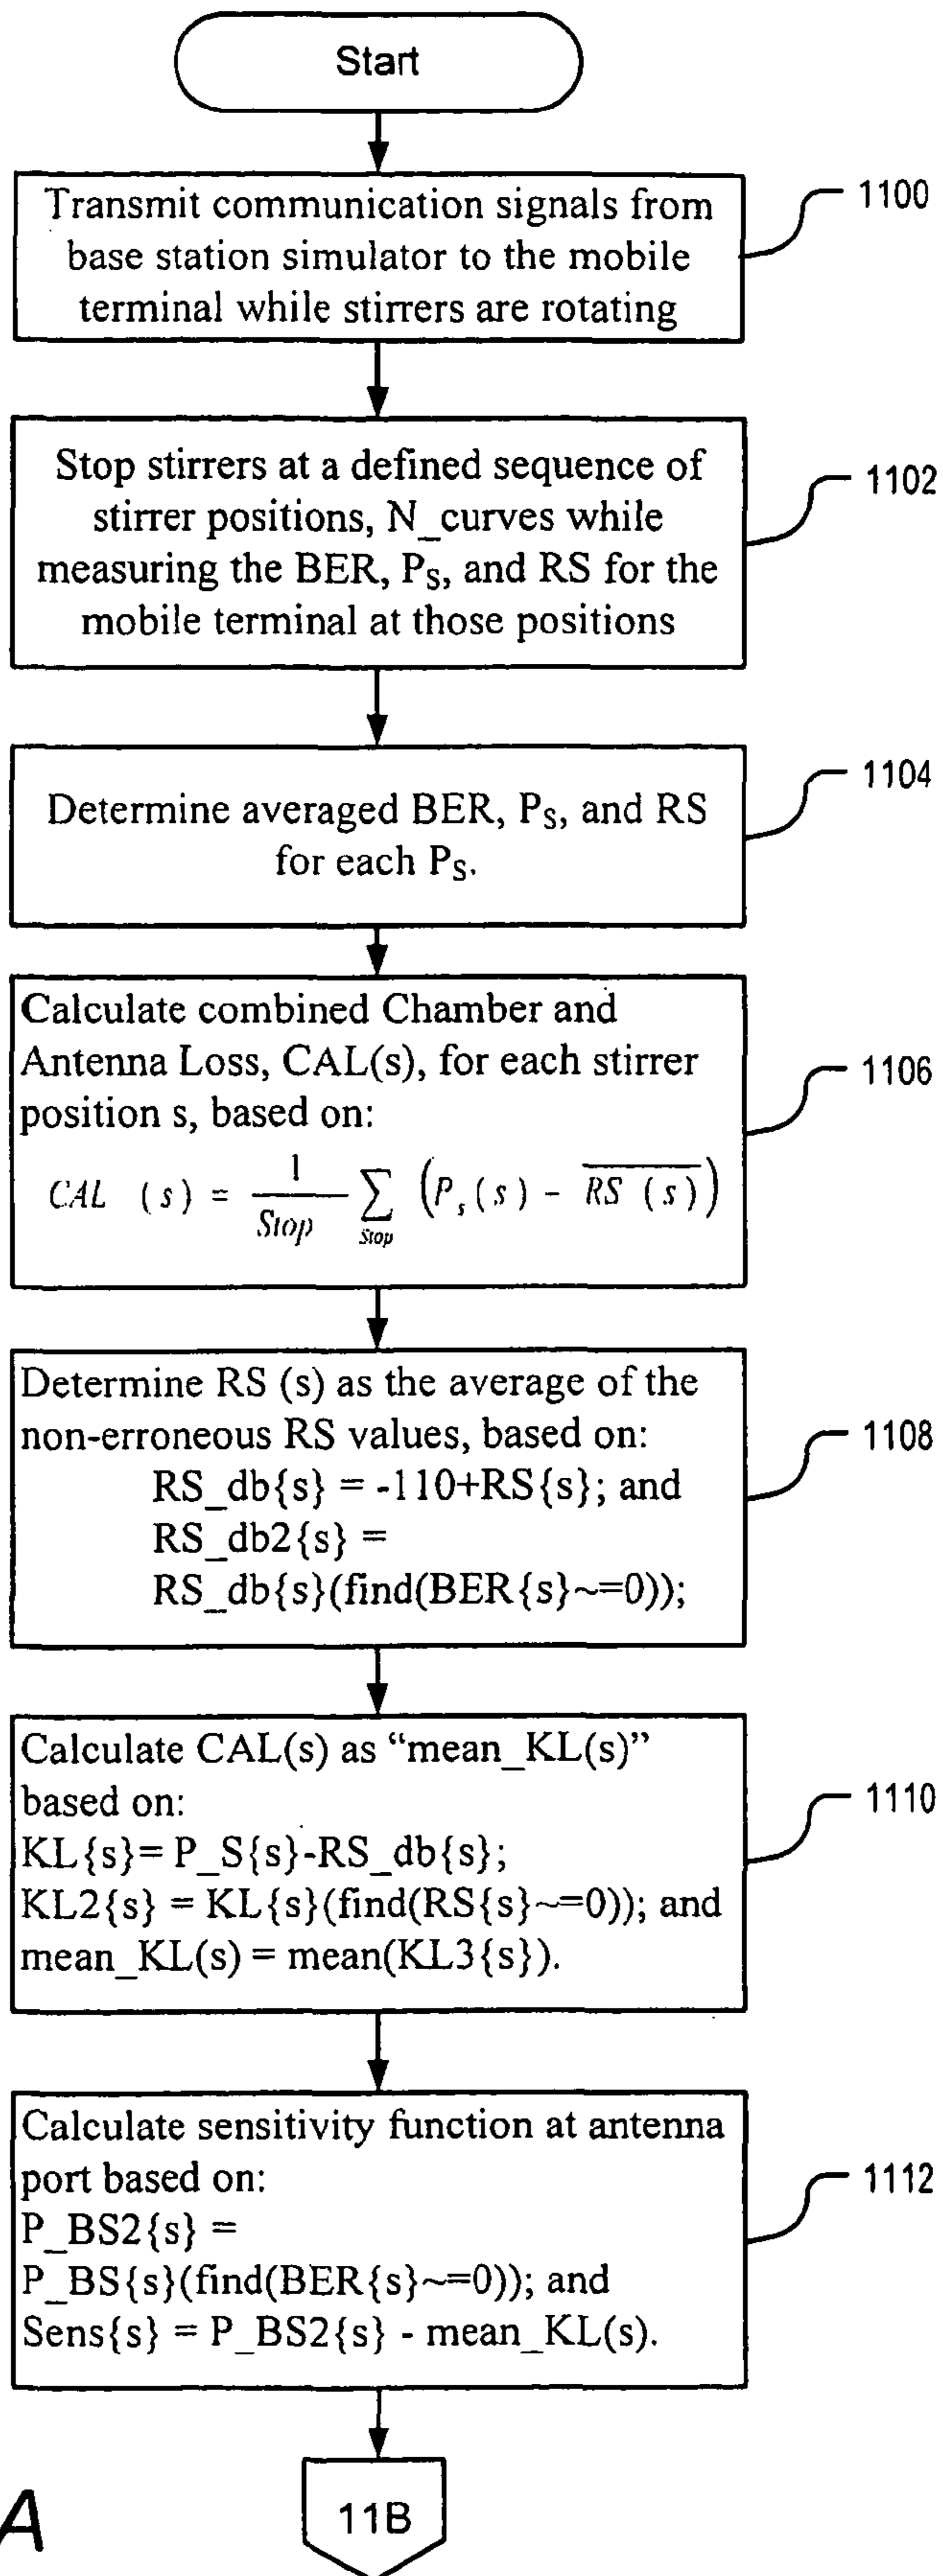 Start
Transmit communication signals from
base station simulator to the mobile
terminal while stirrers are rotating
1100
Stop stirrers at a defined sequence of
stirrer positions, N_curves while
measuring the BER, PS, and RS for the
mobile terminal at those positions
1102
Determine averaged BER, PS, and RS
for each PS.
1104
Calculate combined Chamber and
Antenna Loss, CAL(s), for each stirrer
position s, based on:
CAL (s) = 1/Stop ∑Stop (Ps(s) - \overline{RS (s)})
1106
Determine RS (s) as the average of the
non-erroneous RS values, based on:
RS_db{s} = -110+RS{s}; and
RS_db2{s} =
RS_db{s}(find(BER{s}~=0));
1108
Calculate CAL(s) as “mean_KL(s)”
based on:
KL{s}= P_S{s}-RS_db{s};
KL2{s} = KL{s}(find(RS{s}~=0)); and
mean_KL(s) = mean(KL3{s}).
1110
Calculate sensitivity function at antenna
port based on:
P_BS2{s} =
P_BS{s}(find(BER{s}~=0)); and
Sens{s} = P_BS2{s} - mean_KL(s).
1112
A
11B